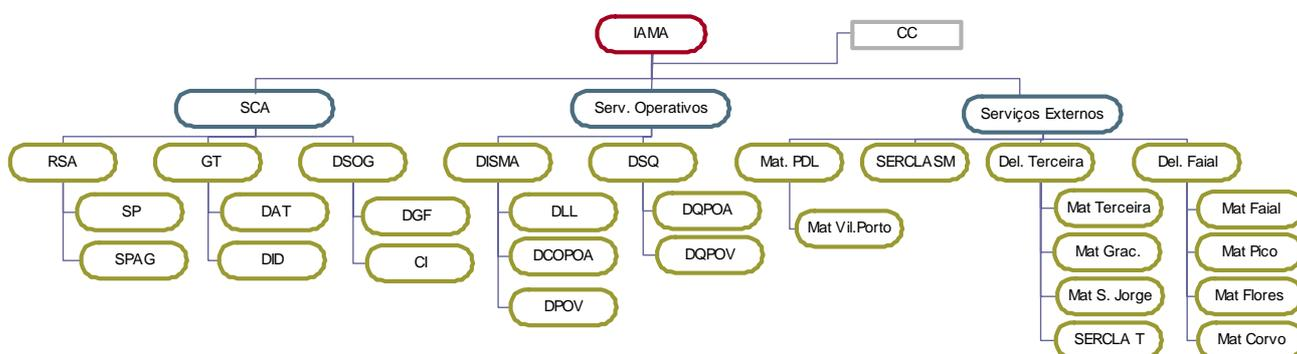 IAMA
CC
SCA
Serv. Operativos
Serviços Externos
RSA
GT
DSOG
DISMA
DSQ
Mat. PDL
SERCLASM
Del. Terceira
Del. Faial
SP
DAT
DGF
DLL
DQPOA
Mat Vil.Porto
Mat Terceira
Mat Faial
SPAG
DID
CI
DCOPOA
DQPOV
Mat Grac.
Mat Pico
DPOV
Mat S. Jorge
Mat Flores
SERCLA T
Mat Corvo